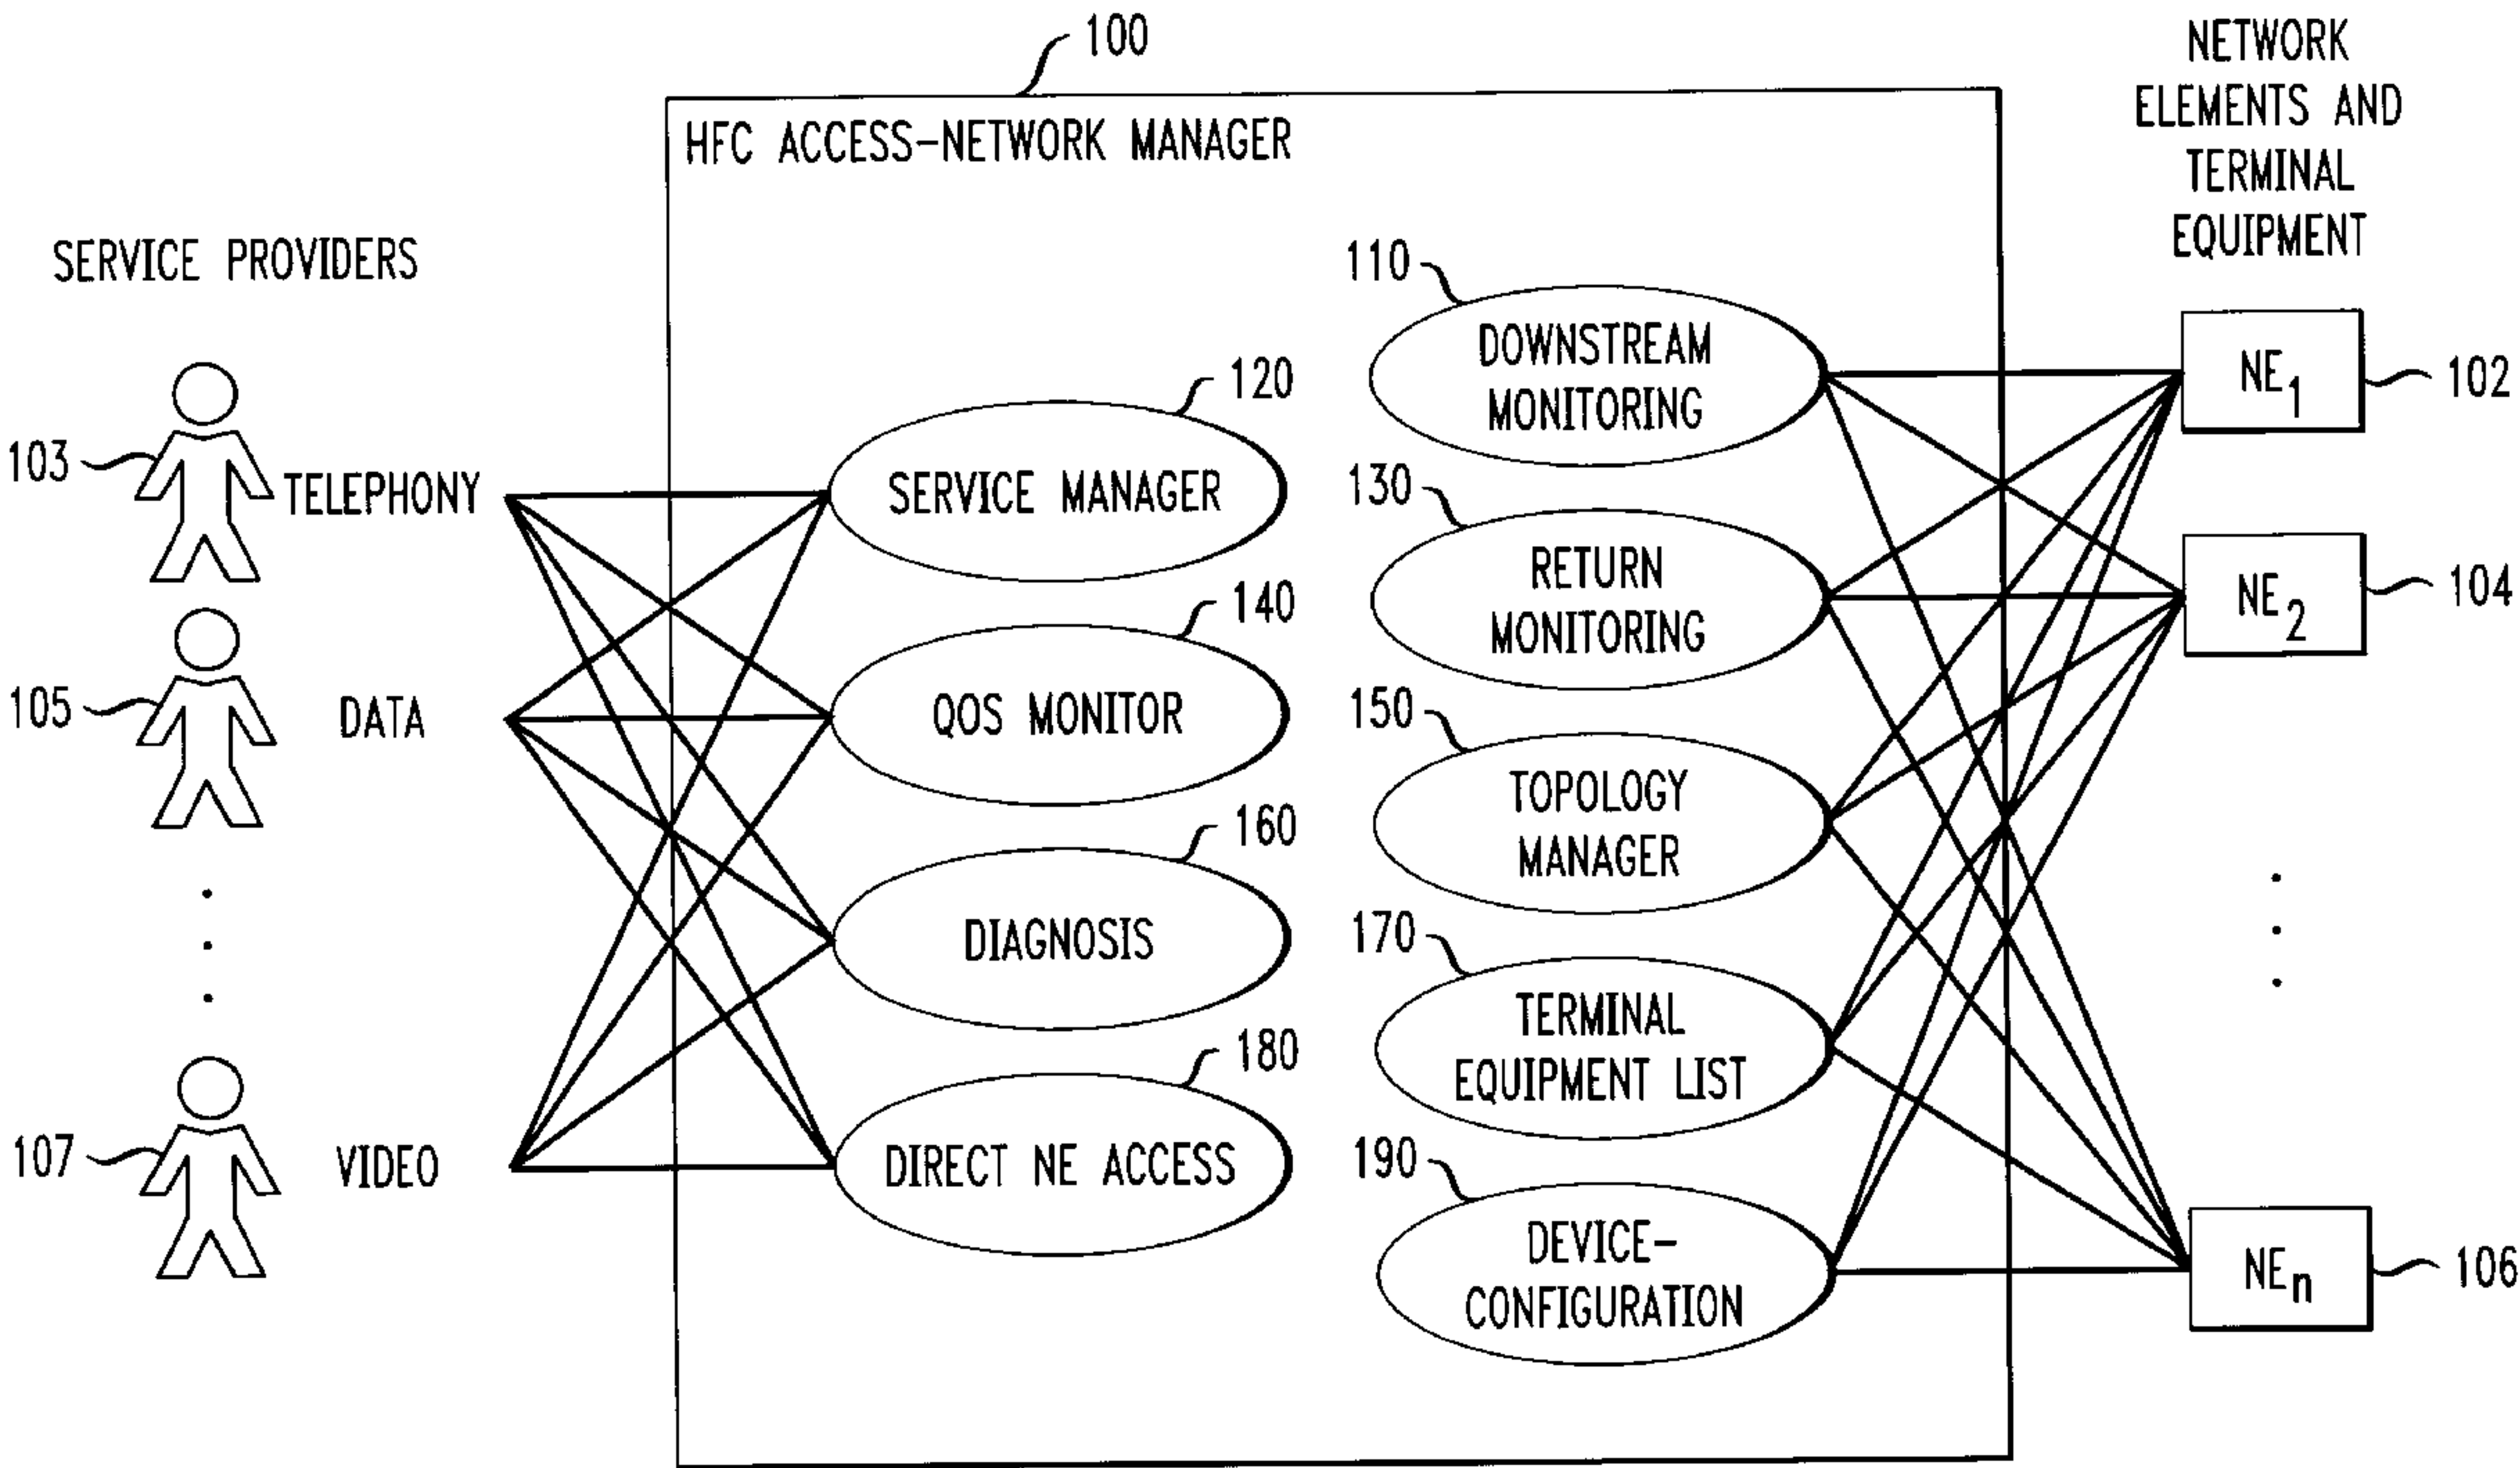 100
HFC ACCESS-NETWORK MANAGER
NETWORK
ELEMENTS AND
TERMINAL
EQUIPMENT
SERVICE PROVIDERS
103
TELEPHONY
105
DATA
107
VIDEO
120
SERVICE MANAGER
140
QOS MONITOR
160
DIAGNOSIS
180
DIRECT NE ACCESS
110
DOWNSTREAM
MONITORING
130
RETURN
MONITORING
150
TOPOLOGY
MANAGER
170
TERMINAL
EQUIPMENT LIST
190
DEVICE-
CONFIGURATION
NE1
102
NE2
104
NEn
106